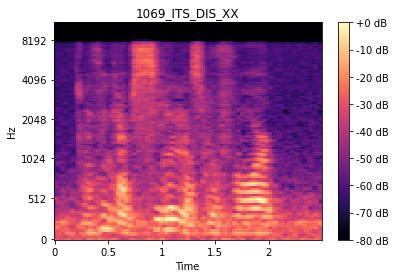 1069_ITS_DIS_XX
+0 dB
8192
-10 dB
4096
-20 dB
-30 dB
2048
-40 dB
Hz
1024
-50 dB
512
-60 dB
-70 dB
0
-80 dB
0 0.5 1 1.5 2
Time